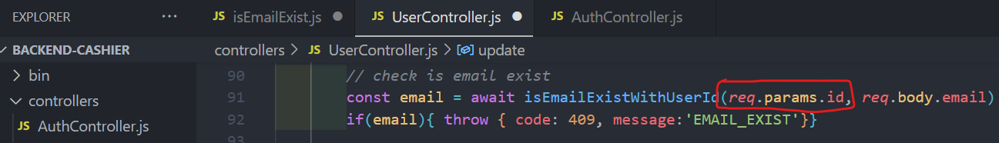 EXPLORER ··· JS isEmailExist.js ● JS UserController.js ● JS AuthController.js
BACKEND-CASHIER controllers > JS UserController.js > update
> bin
controllers
JS AuthController.js
90 // check is email exist
91 const email = await isEmailExistWithUserId(req.params.id, req.body.email)
92 if(email){ throw { code: 409, message:'EMAIL_EXIST'}}
93